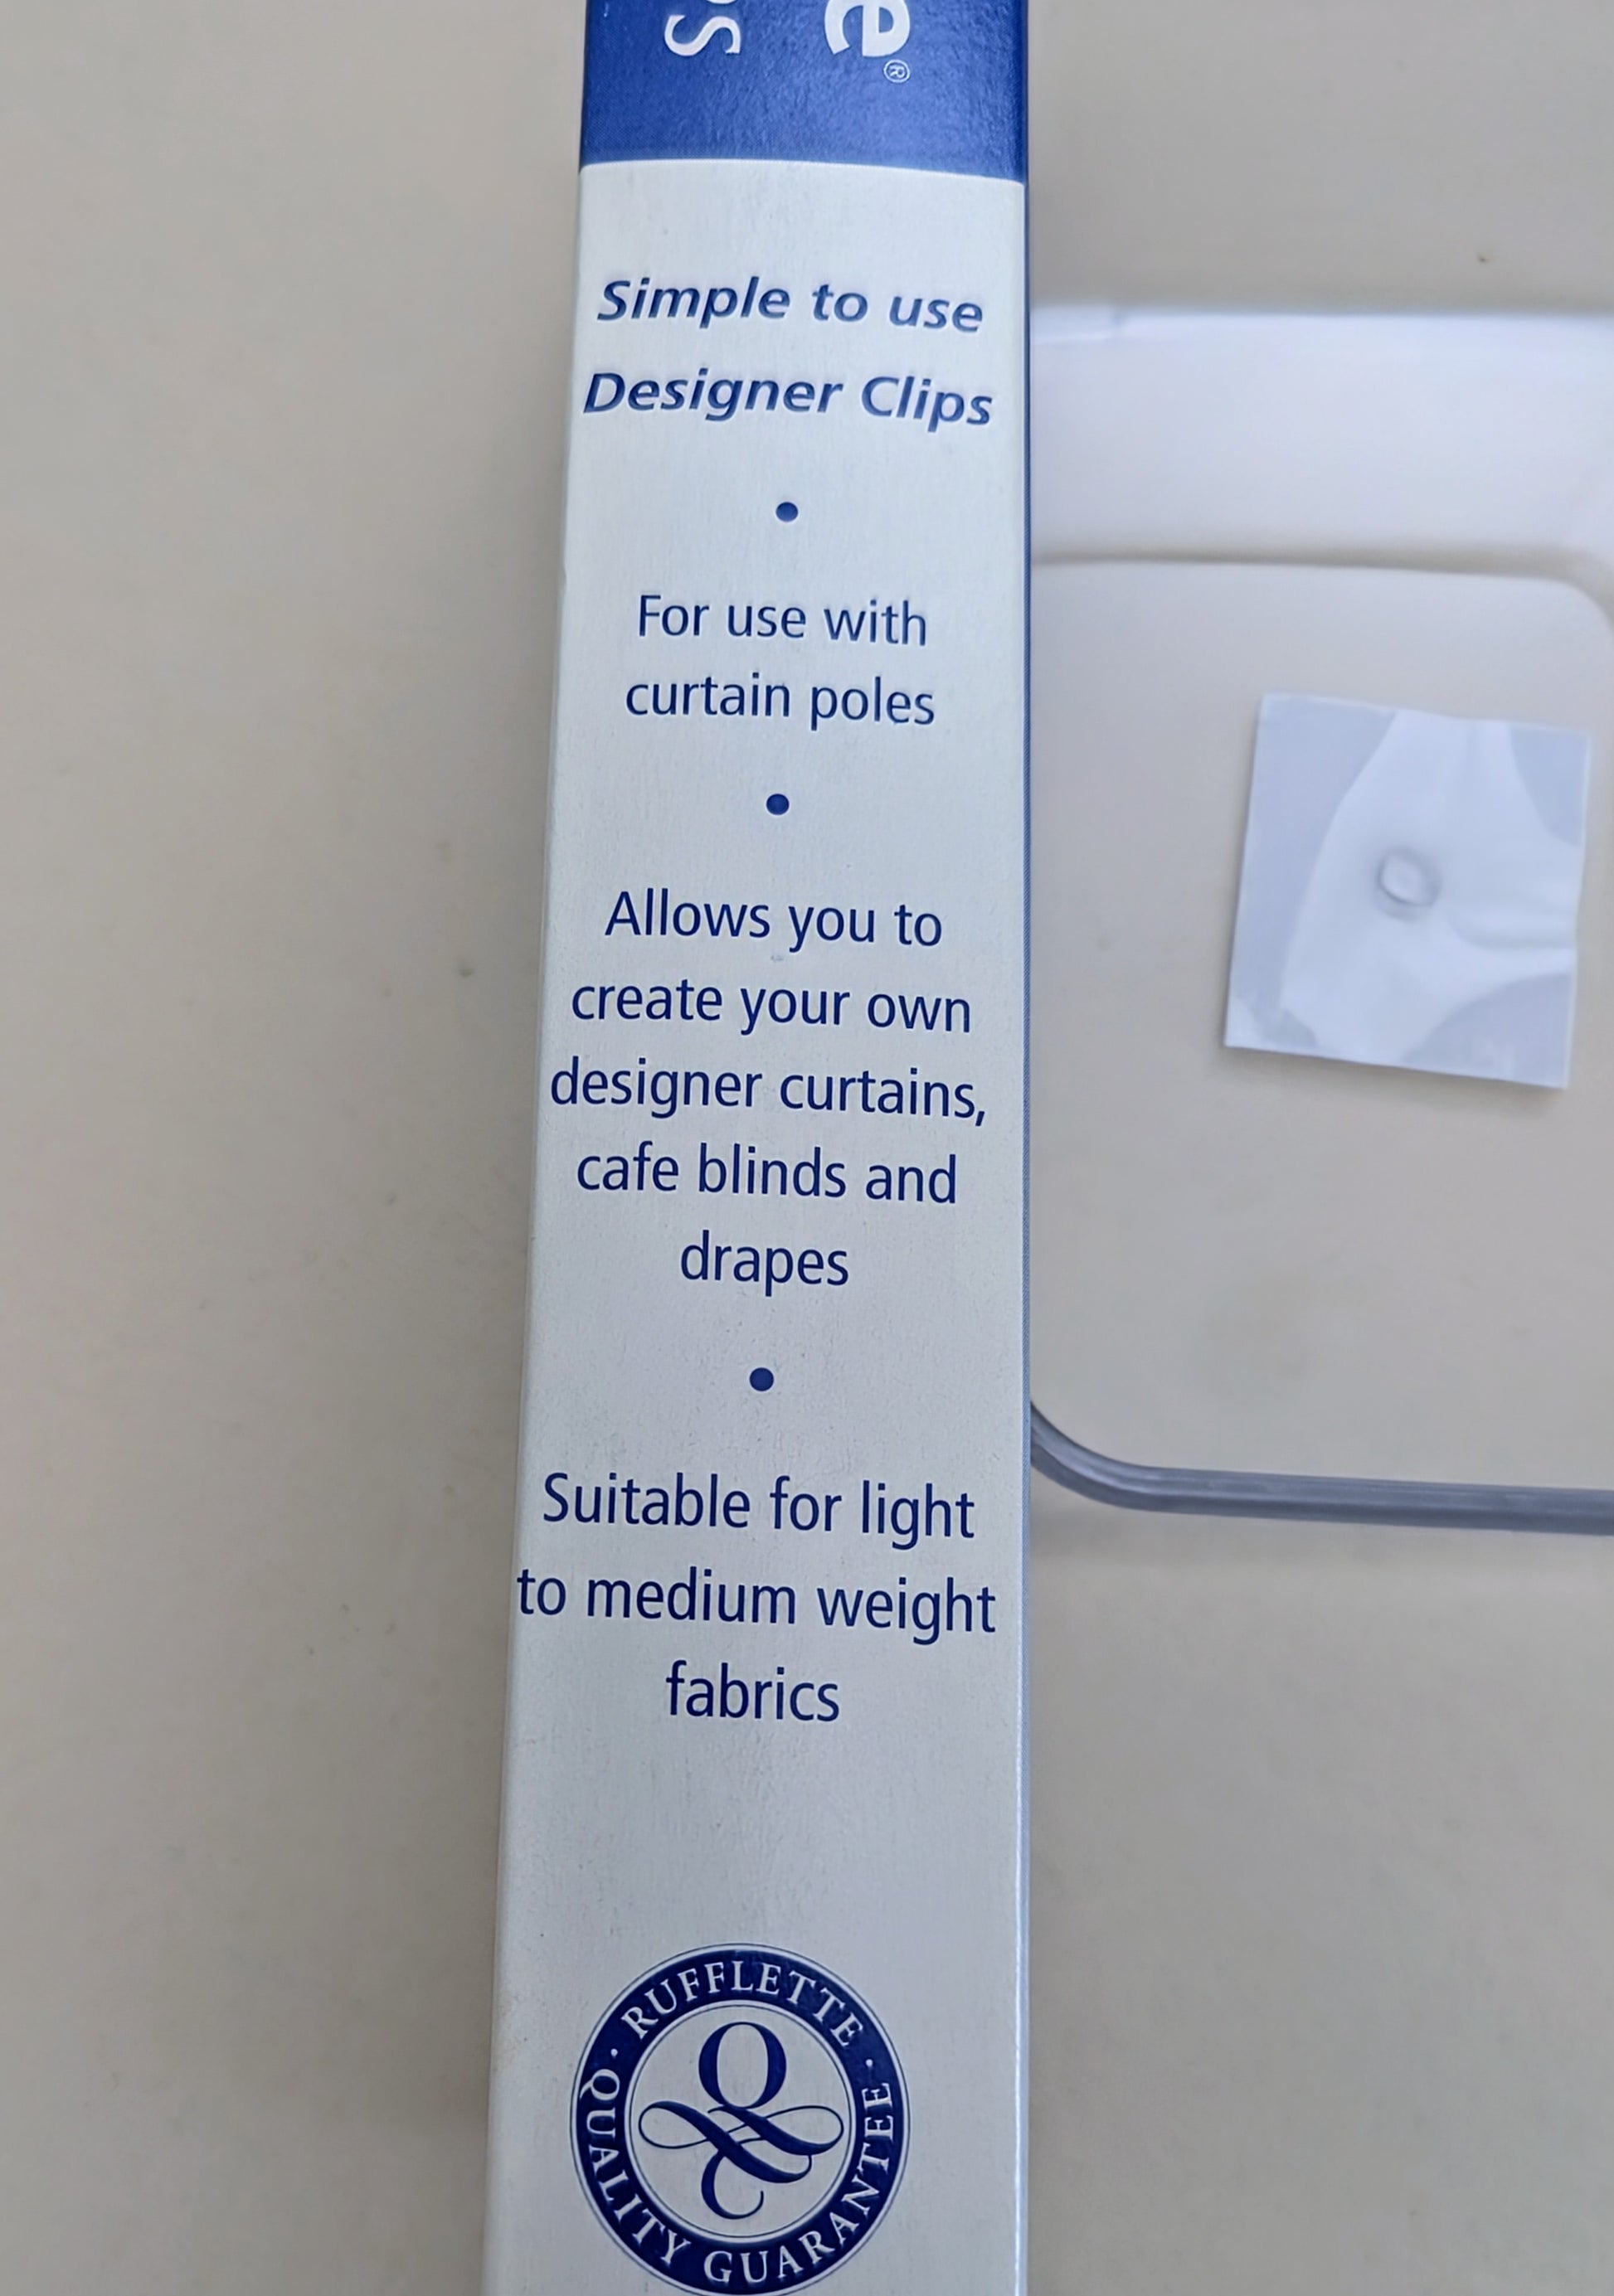 e®
Simple to use
Designer Clips
•
For use with
curtain poles
•
Allows you to
create your own
designer curtains,
cafe blinds and
drapes
•
Suitable for light
to medium weight
fabrics
RUFFLETTE
· QUALITY GUARANTEE ·
Q